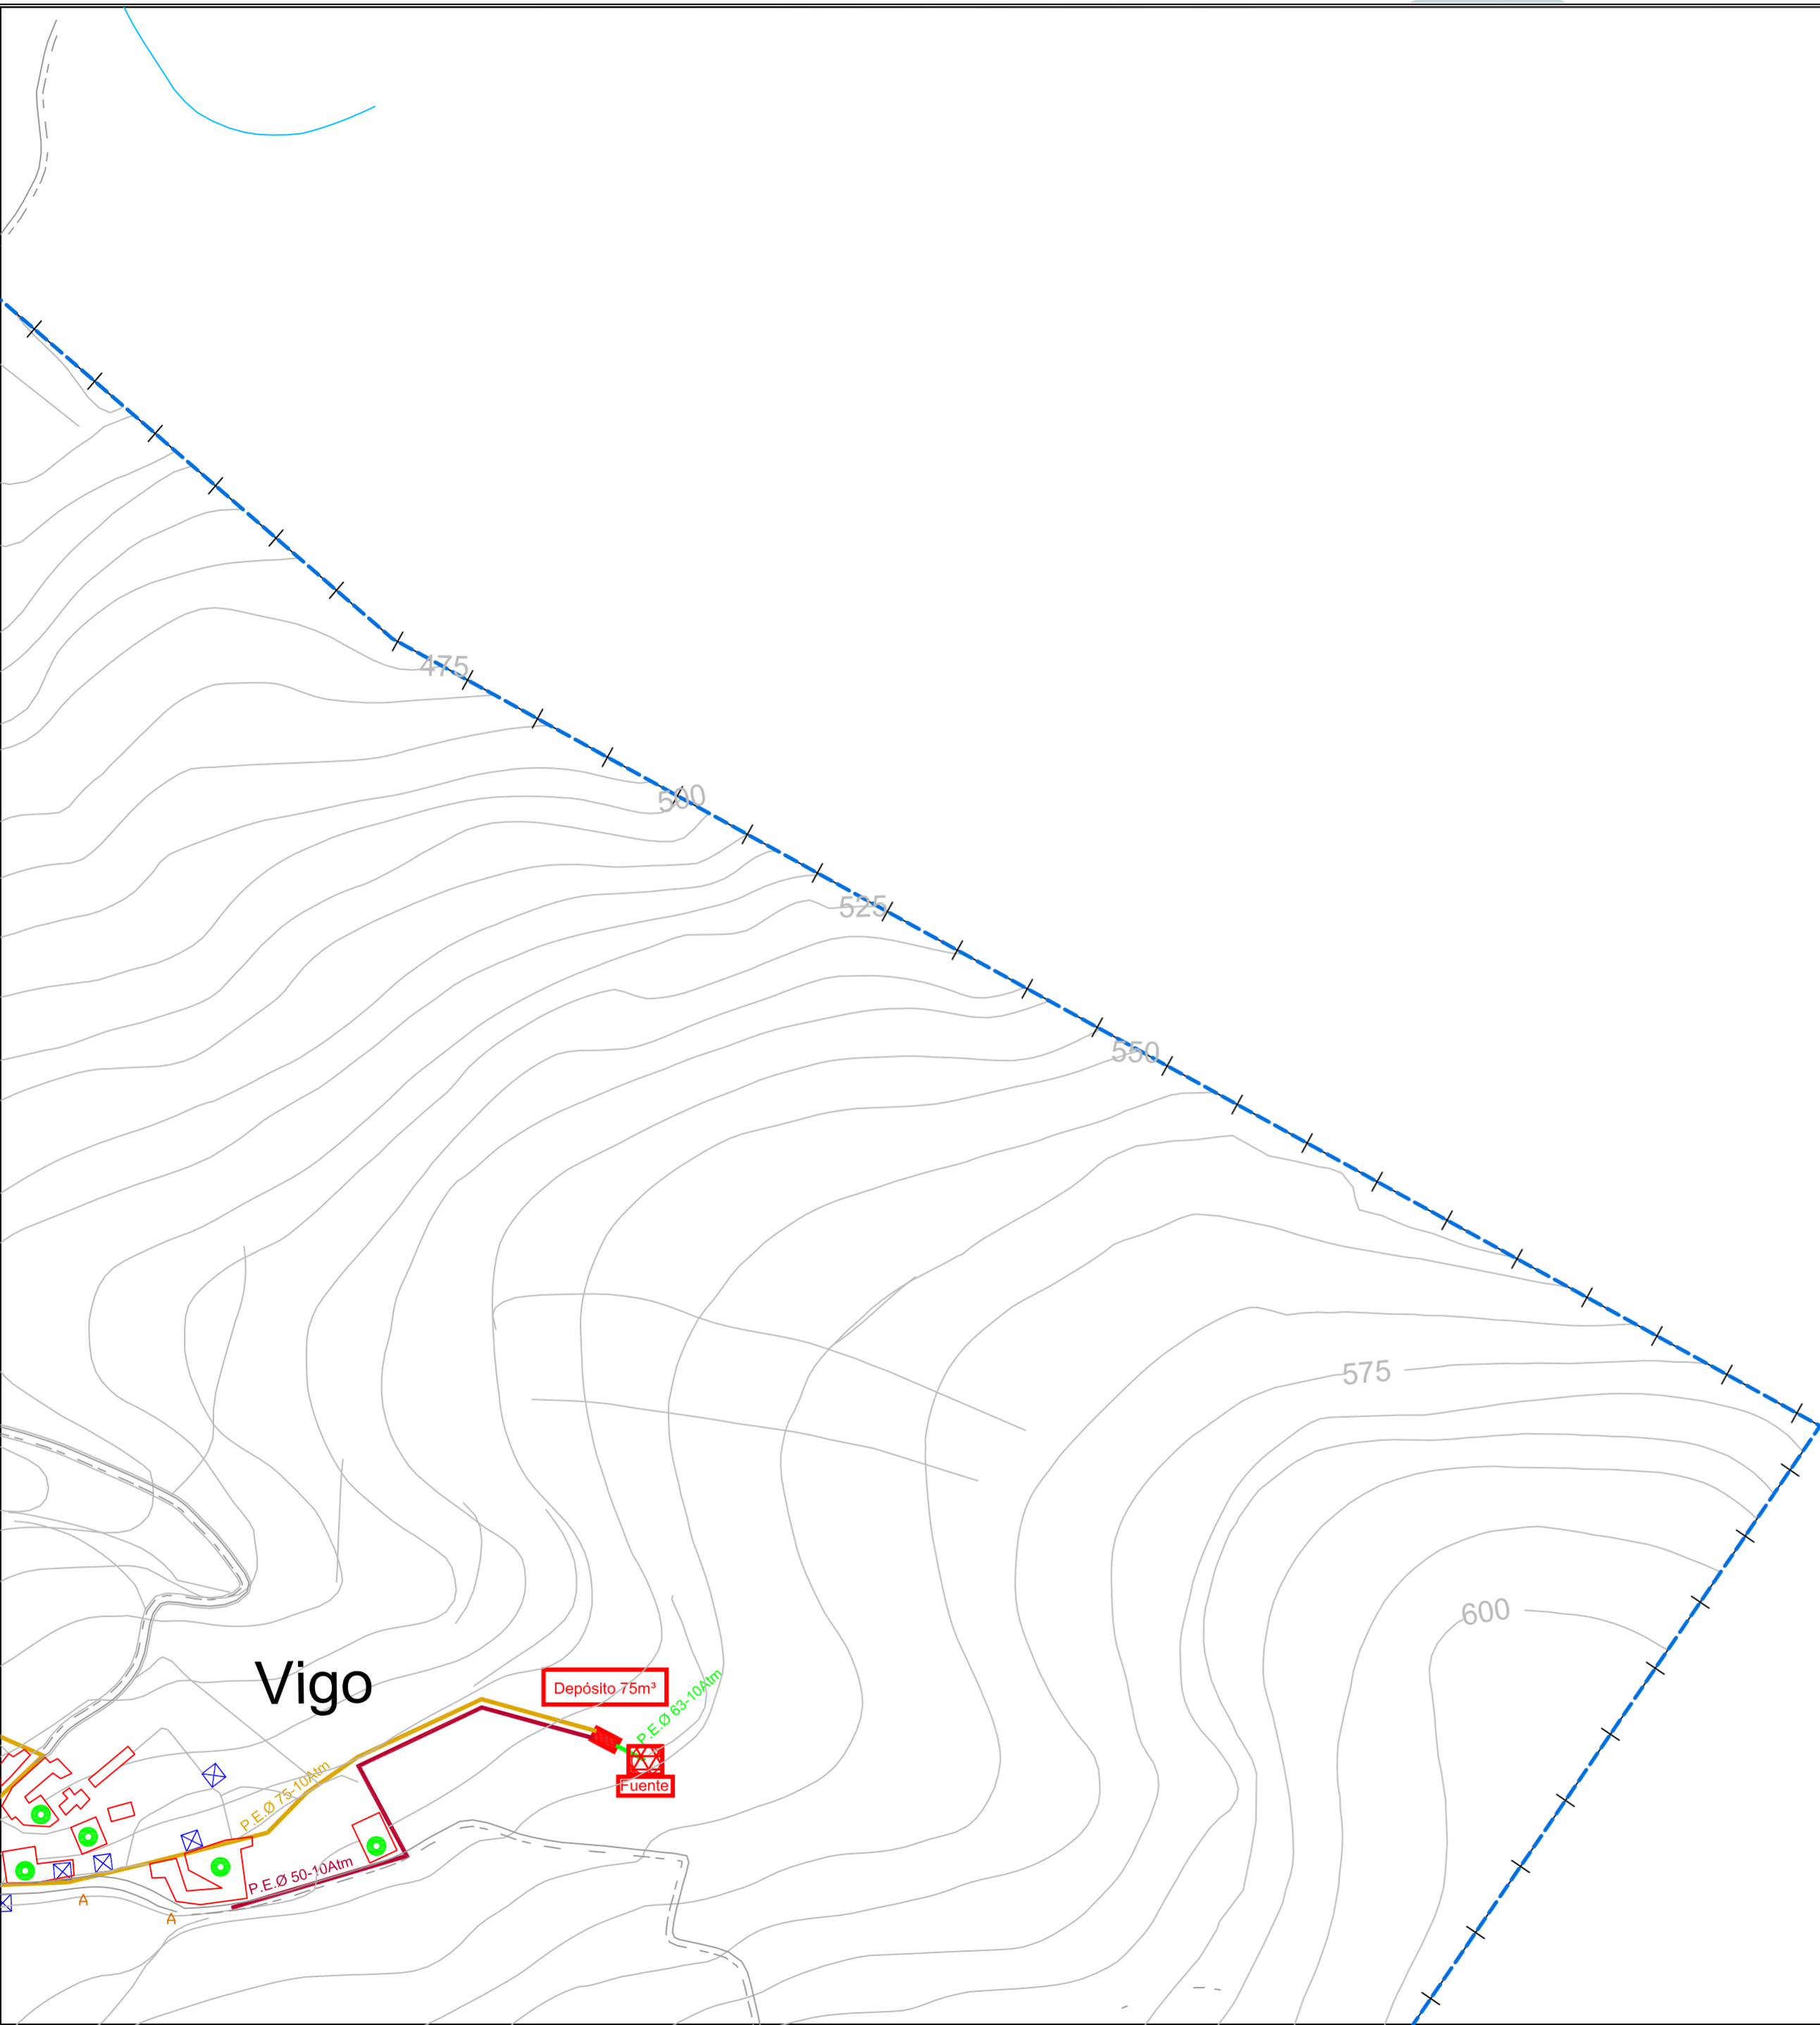 475
500
525
550
575
600
Vigo
Depósito 75m³
P.E.Ø 63-10Atm
Fuente
P.E.Ø 75-10Atm
P.E.Ø 50-10Atm
A
A